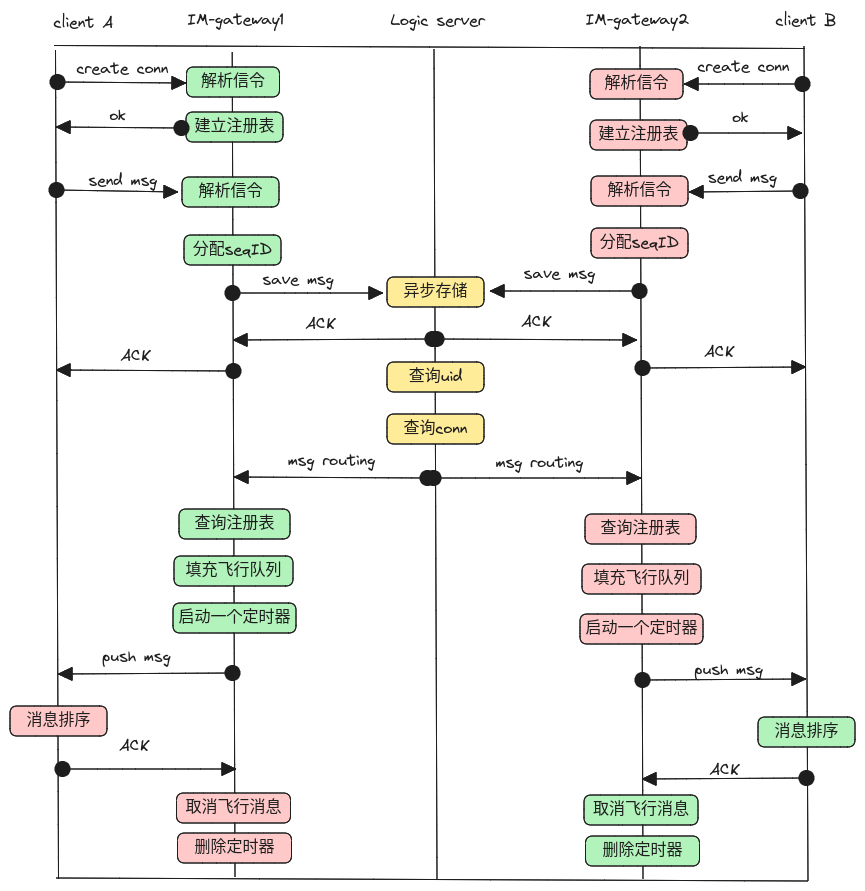 client A
IM-gateway1
Logic server
IM-gateway2
client B
create conn
解析信令
解析信令
create conn
ok
建立注册表
建立注册表
ok
send msg
解析信令
解析信令
send msg
分配seqID
分配seqID
save msg
异步存储
save msg
ACK
ACK
ACK
ACK
查询uid
查询conn
msg routing
msg routing
查询注册表
查询注册表
填充飞行队列
填充飞行队列
启动一个定时器
启动一个定时器
push msg
push msg
消息排序
消息排序
ACK
ACK
取消飞行消息
取消飞行消息
删除定时器
删除定时器